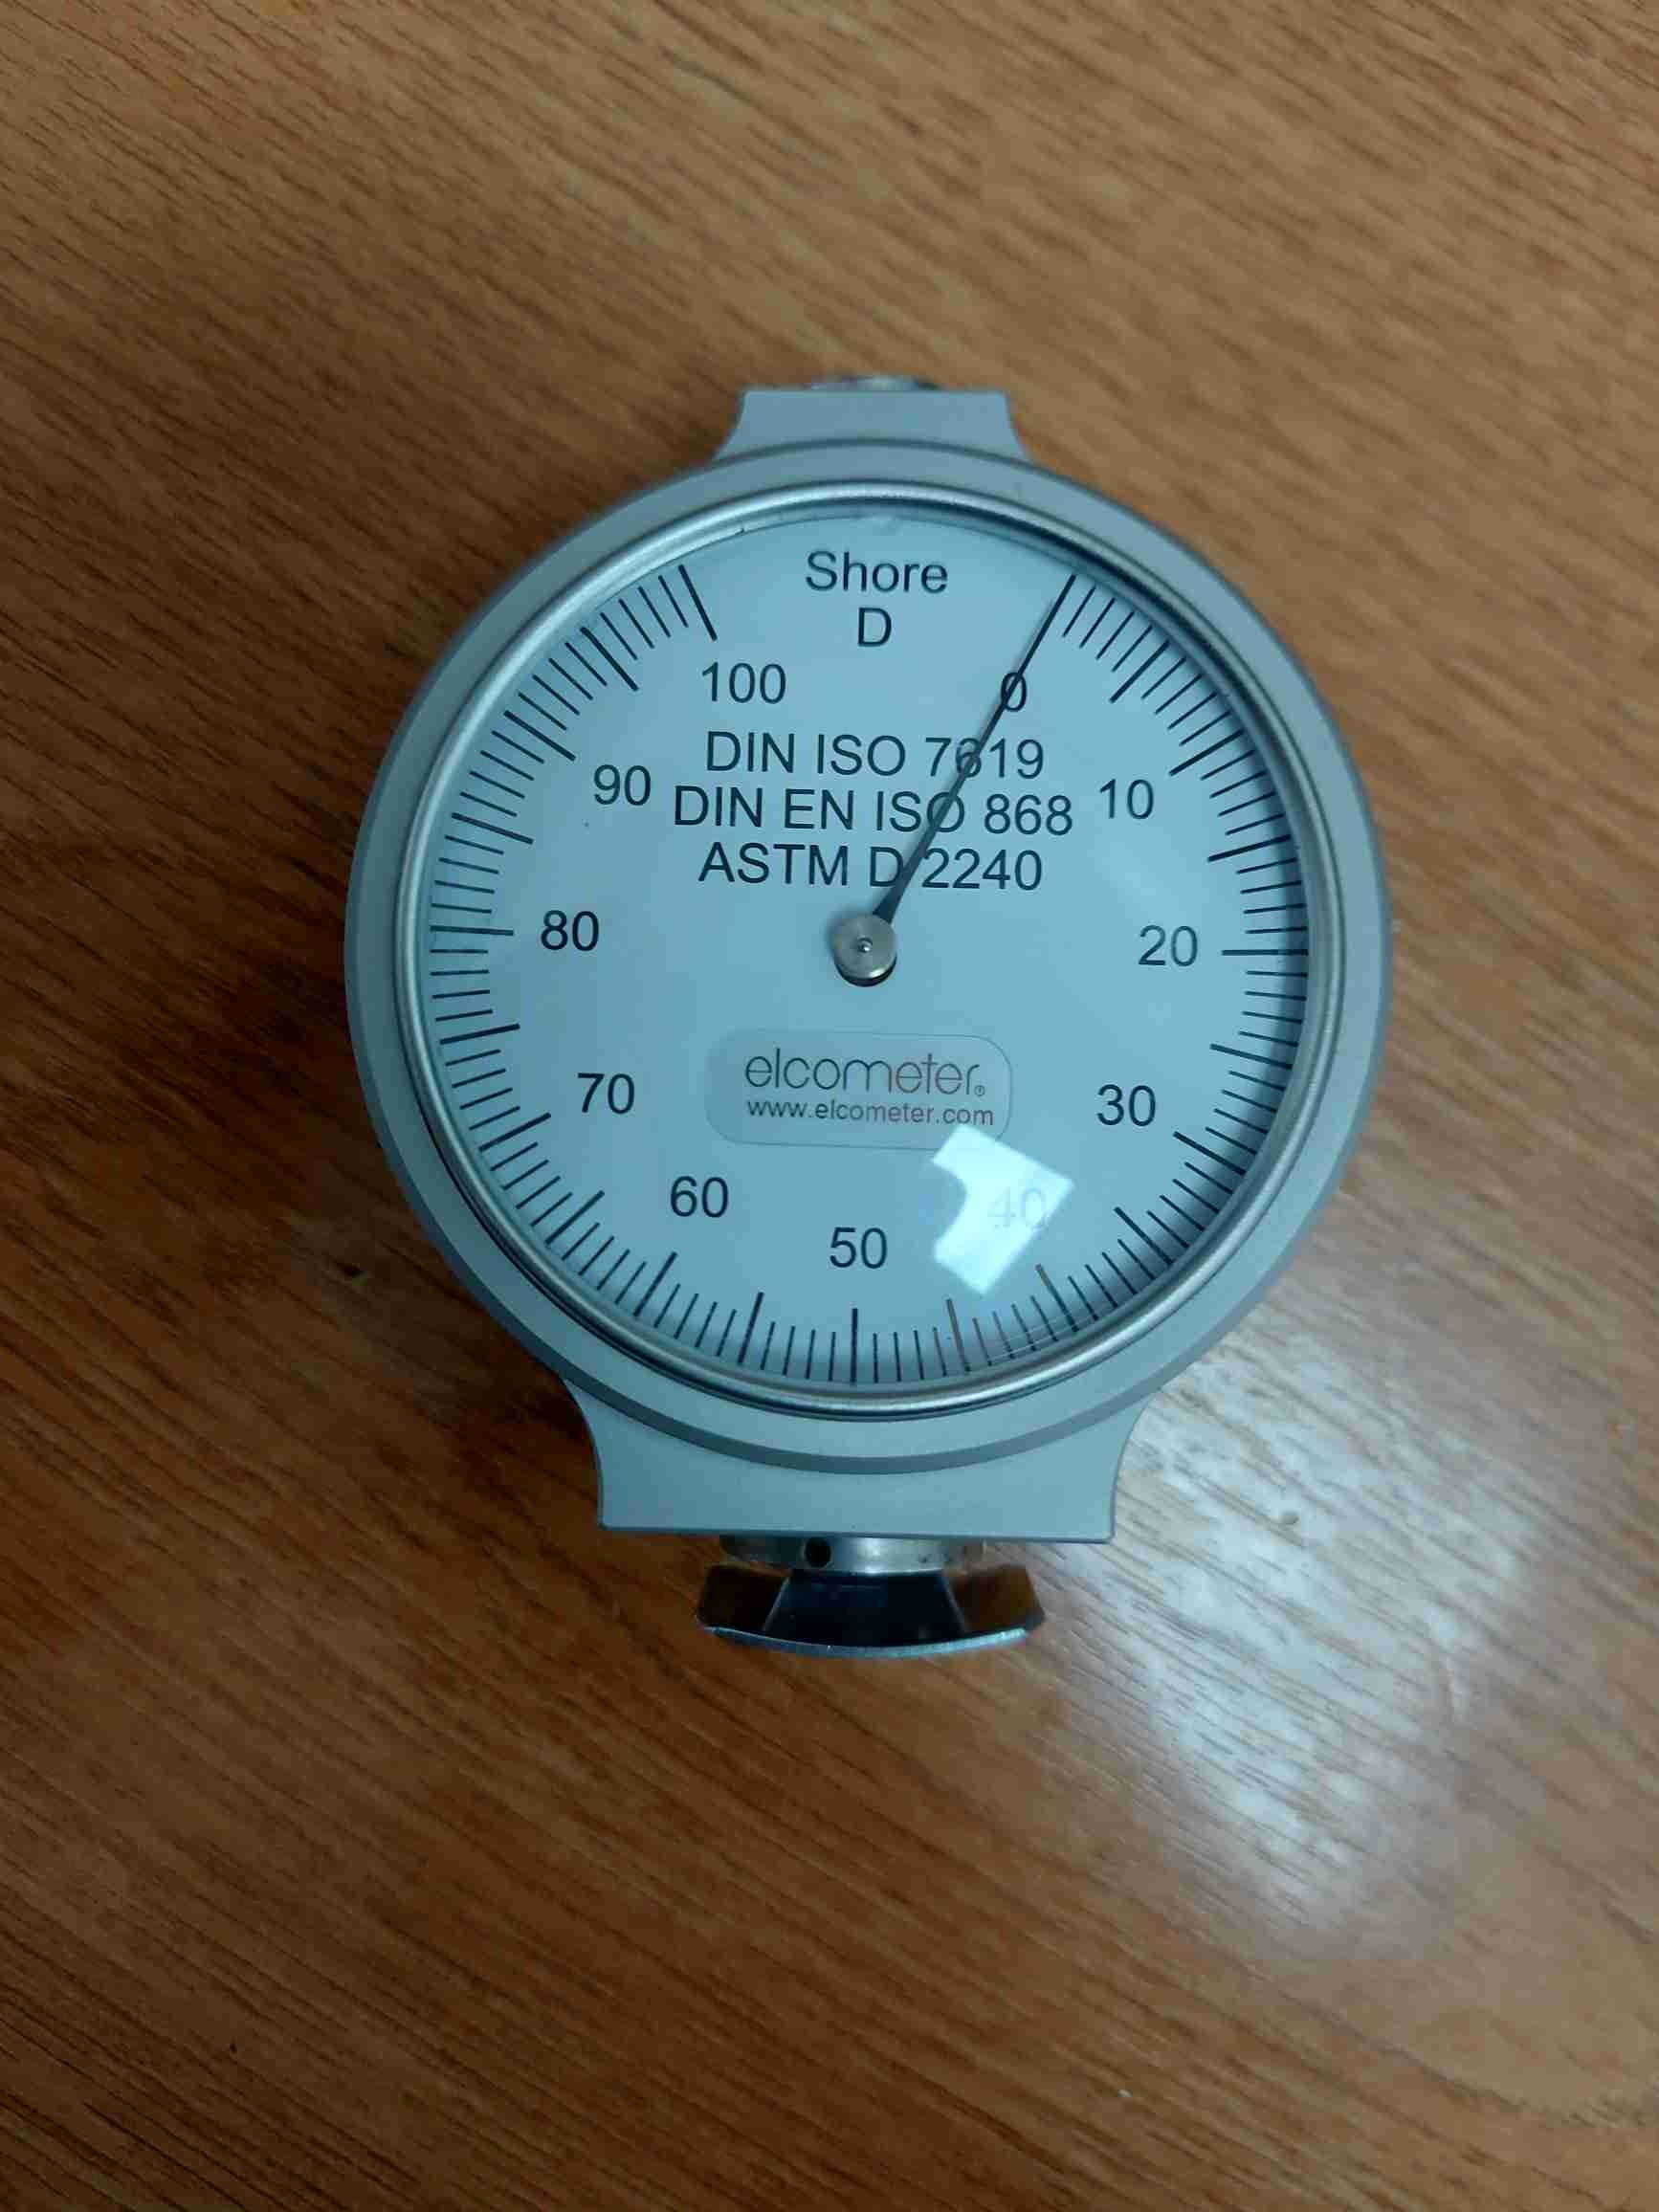 Shore
D
100
0
DIN ISO 7619
90
DIN EN ISO 868
10
ASTM D 2240
80
20
elcometer®
www.elcometer.com
70
30
60
40
50